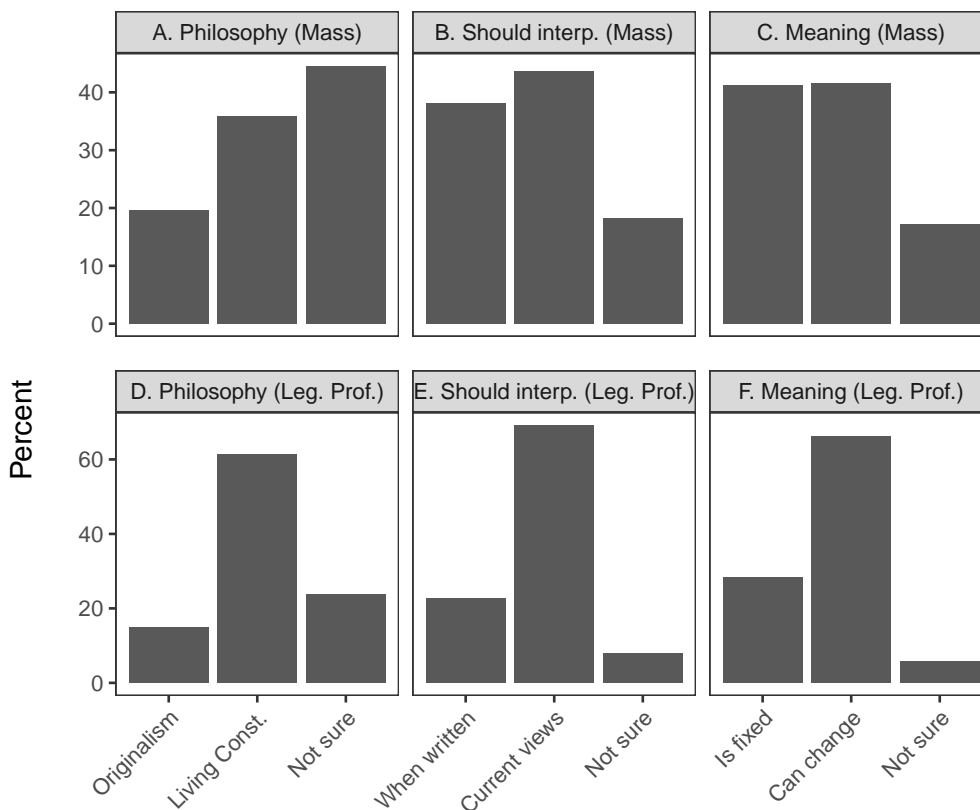 A. Philosophy (Mass)
B. Should interp. (Mass)
C. Meaning (Mass)
40
30
20
10
0
D. Philosophy (Leg. Prof.)
E. Should interp. (Leg. Prof.)
F. Meaning (Leg. Prof.)
Percent
60
40
20
0
Originalism
Living Const.
Not sure
When written
Current views
Not sure
Is fixed
Can change
Not sure